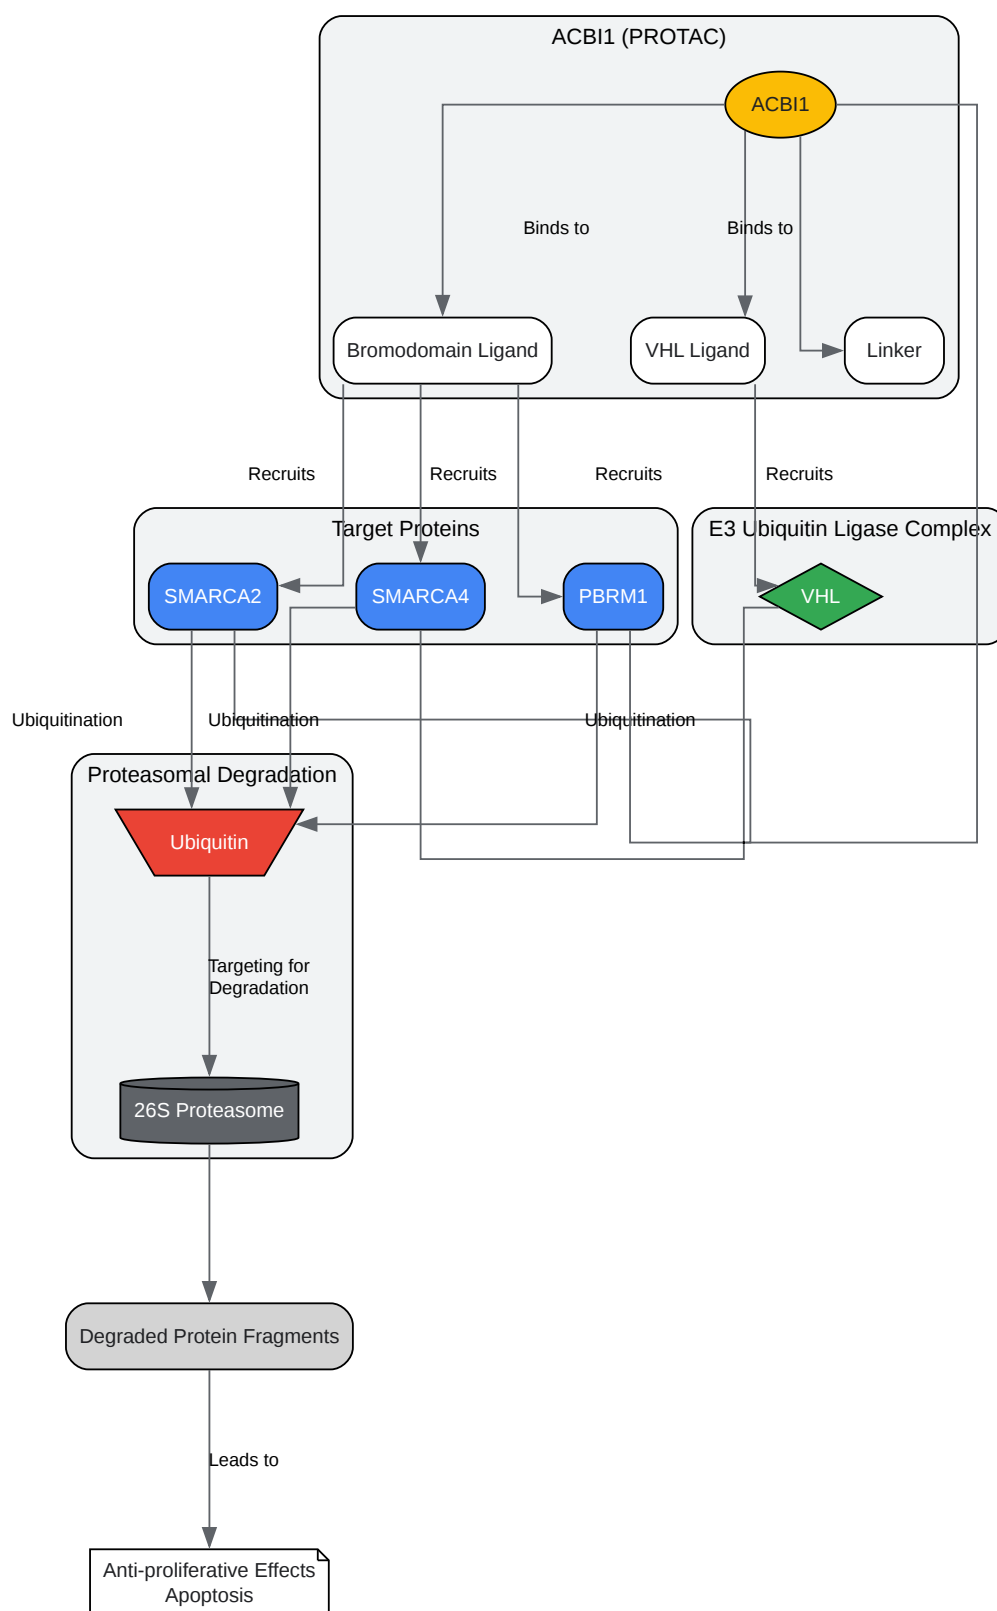 ACBI1 (PROTAC)
ACBI1
Binds to
Binds to
Bromodomain Ligand
VHL Ligand
Linker
Recruits
Recruits
Recruits
Recruits
Target Proteins
E3 Ubiquitin Ligase Complex
SMARCA2
SMARCA4
PBRM1
VHL
Ubiquitination
Ubiquitination
Ubiquitination
Proteasomal Degradation
Ubiquitin
Targeting for
Degradation
26S Proteasome
Degraded Protein Fragments
Leads to
Anti-proliferative Effects
Apoptosis